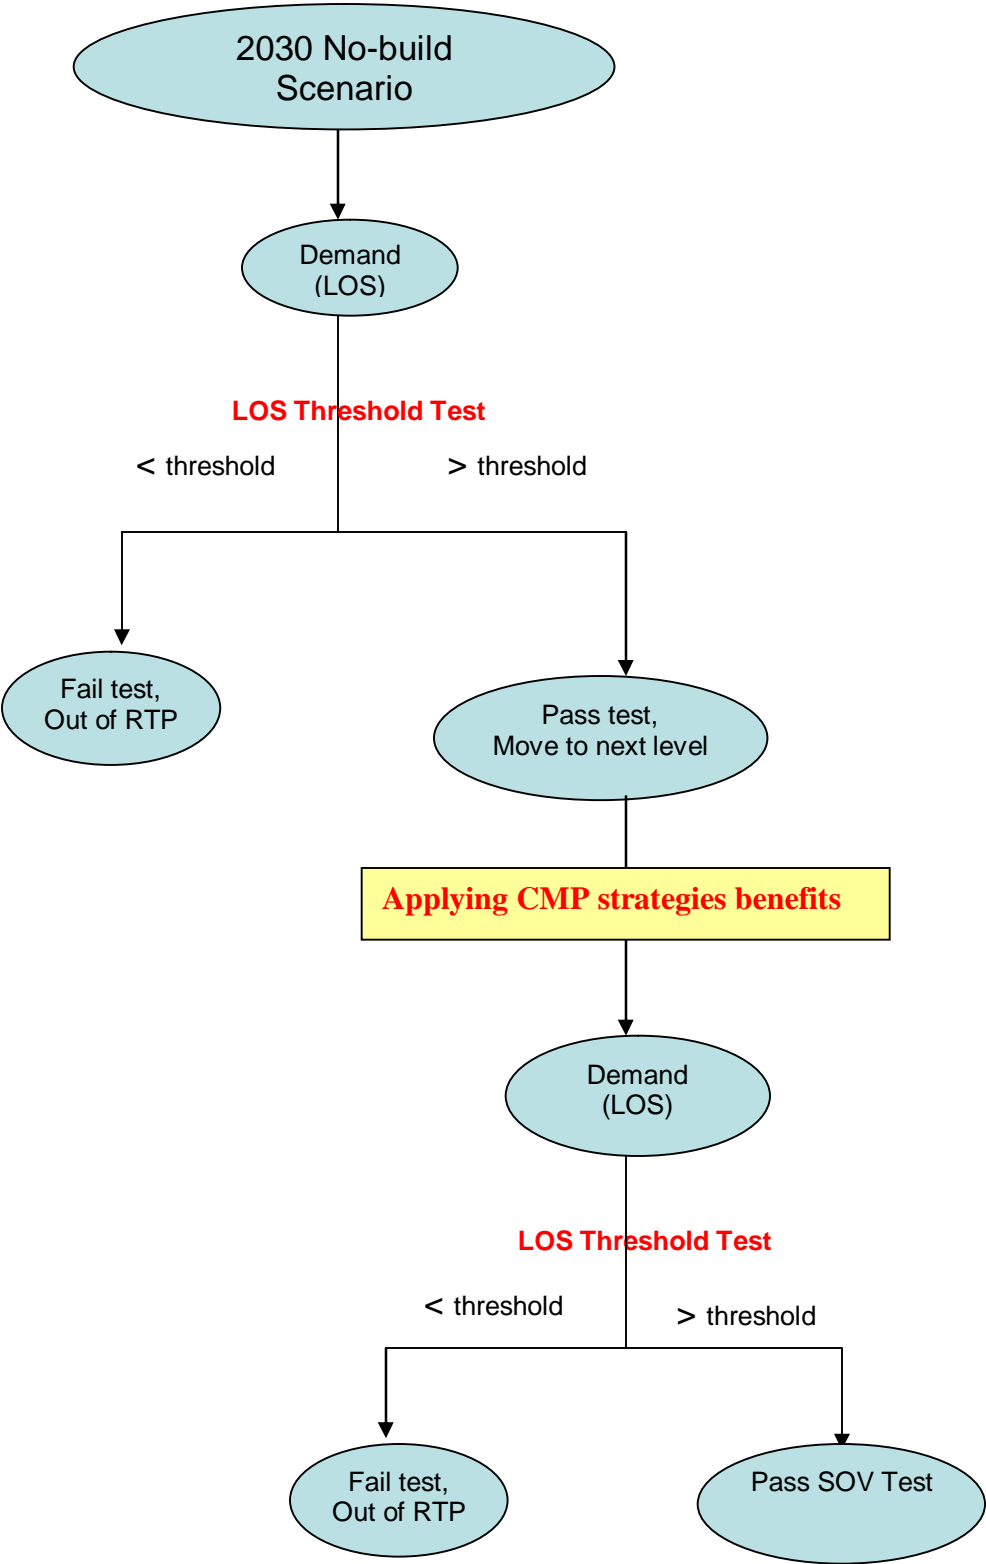 2030 No-build
Scenario
Demand
(LOS)
LOS Threshold Test
< threshold
> threshold
Fail test,
Out of RTP
Pass test,
Move to next level
Applying CMP strategies benefits
Demand
(LOS)
LOS Threshold Test
< threshold
> threshold
Fail test,
Out of RTP
Pass SOV Test